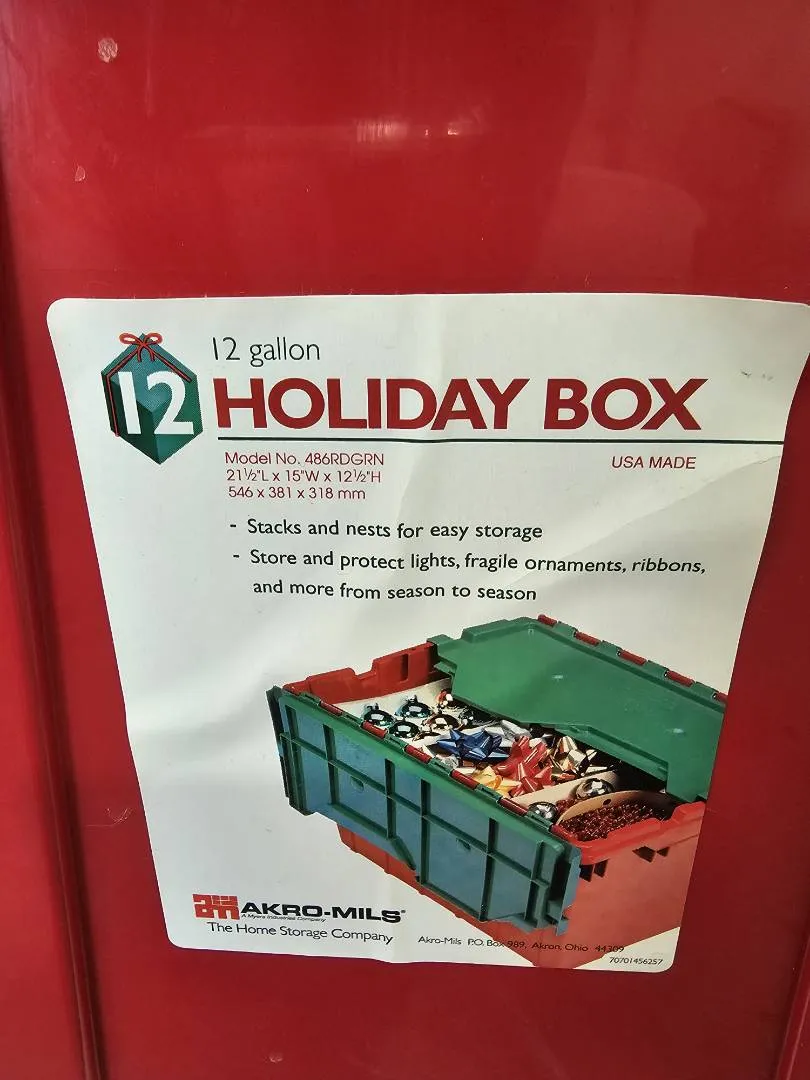 12 gallon
12 HOLIDAY BOX
Model No. 486RDGRN
21½"L x 15"W x 12½"H
546 x 381 x 318 mm
USA MADE
- Stacks and nests for easy storage
- Store and protect lights, fragile ornaments, ribbons,
and more from season to season
AKRO-MILS®
A Myers Industries Company
The Home Storage Company
Akro-Mils P.O. Box 989, Akron, Ohio 44309
70701456257